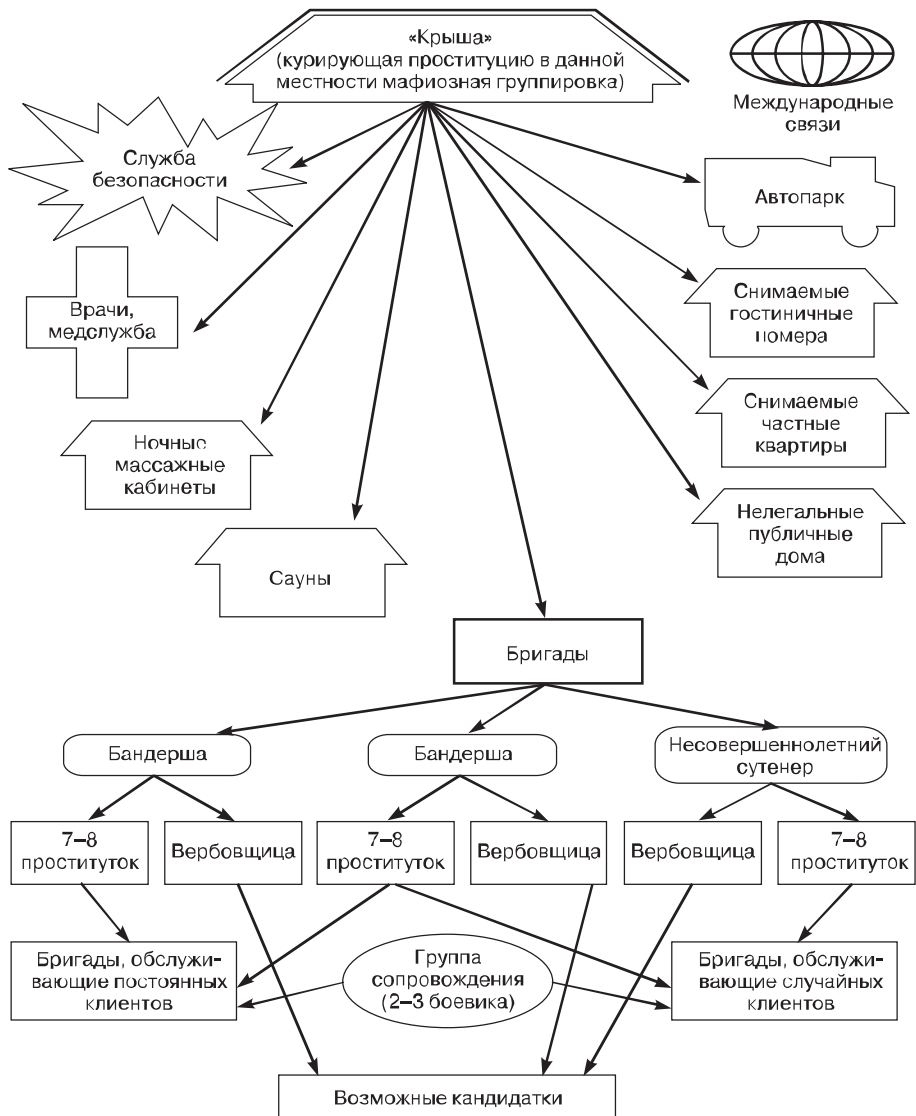 «Крыша»
(курирующая проституцию в данной
местности мафиозная группировка)
Международные
связи
Служба
безопасности
Автопарк
Врачи,
медслужба
Снимаемые
гостиничные
номера
Снимаемые
частные
квартиры
Ночные
массажные
кабинеты
Нелегальные
публичные
дома
Сауны
Бригады
Бандерша
Бандерша
Несовершеннолетний
сутенер
7–8
проституток
Вербовщица
7–8
проституток
Вербовщица
Вербовщица
7–8
проституток
Бригады, обслужи-
вающие постоянных
клиентов
Группа
сопровождения
(2–3 боевика)
Бригады, обслужи-
вающие случайных
клиентов
Возможные кандидатки